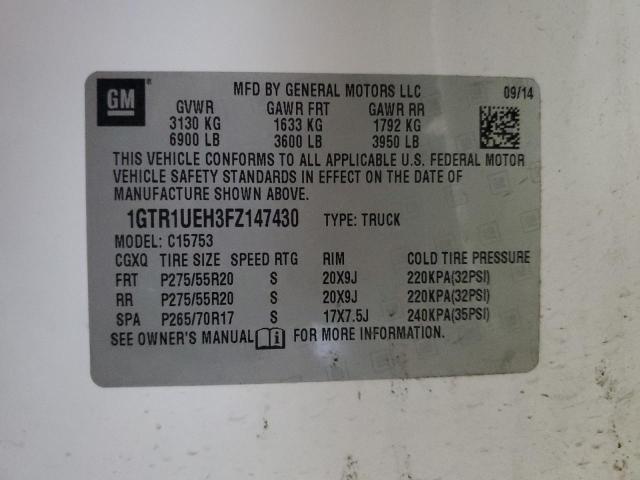 GM
MFD BY GENERAL MOTORS LLC 09/14
GVWR GAWR FRT GAWR RR
3130 KG 1633 KG 1792 KG
6900 LB 3600 LB 3950 LB
THIS VEHICLE CONFORMS TO ALL APPLICABLE U.S. FEDERAL MOTOR
VEHICLE SAFETY STANDARDS IN EFFECT ON THE DATE OF
MANUFACTURE SHOWN ABOVE.
1GTR1UEH3FZ147430 TYPE: TRUCK
MODEL: C15753
CGXQ TIRE SIZE SPEED RTG RIM COLD TIRE PRESSURE
FRT P275/55R20 S 20X9J 220KPA(32PSI)
RR P275/55R20 S 20X9J 220KPA(32PSI)
SPA P265/70R17 S 17X7.5J 240KPA(35PSI)
SEE OWNER'S MANUAL FOR MORE INFORMATION.